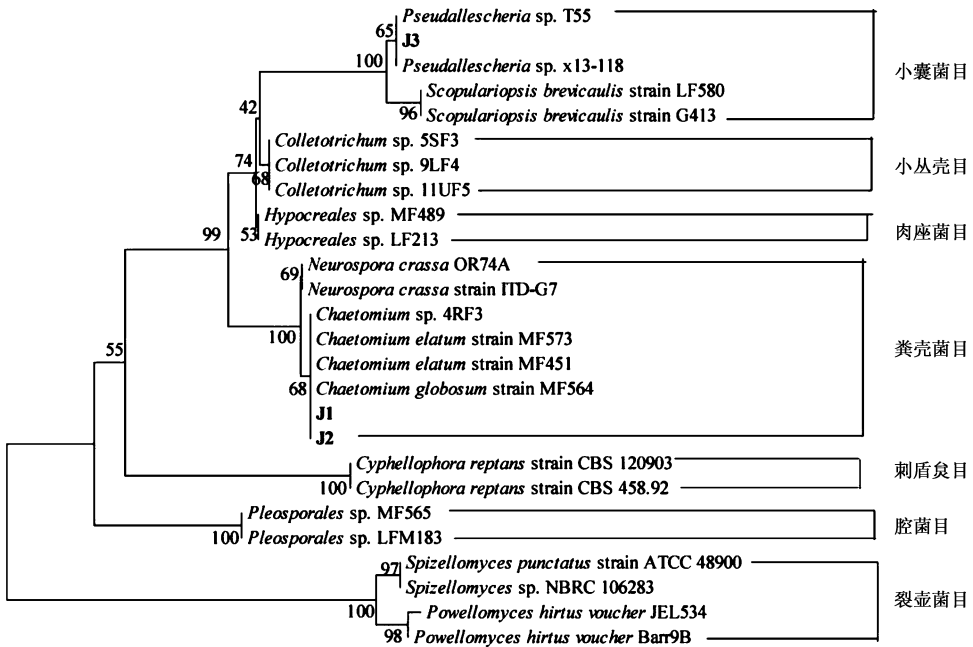 Pseudallescheria sp. T55
65
J3
100
Pseudallescheria sp. x13-118
小囊菌目
Scopulariopsis brevicaulis strain LF580
96
Scopulariopsis brevicaulis strain G413
42
Colletotrichum sp. 5SF3
74
Colletotrichum sp. 9LF4
小丛壳目
68
Colletotrichum sp. 11UF5
Hypocreales sp. MF489
53
Hypocreales sp. LF213
肉座菌目
99
Neurospora crassa OR74A
69
Neurospora crassa strain ITD-G7
Chaetomium sp. 4RF3
100
Chaetomium elatum strain MF573
粪壳菌目
55
Chaetomium elatum strain MF451
68
Chaetomium globosum strain MF564
J1
J2
Cyphellophora reptans strain CBS 120903
刺盾炱目
100
Cyphellophora reptans strain CBS 458.92
Pleosporales sp. MF565
腔菌目
100
Pleosporales sp. LFM183
Spizellomyces punctatus strain ATCC 48900
97
Spizellomyces sp. NBRC 106283
裂壶菌目
100
Powellomyces hirtus voucher JEL534
98
Powellomyces hirtus voucher Barr9B